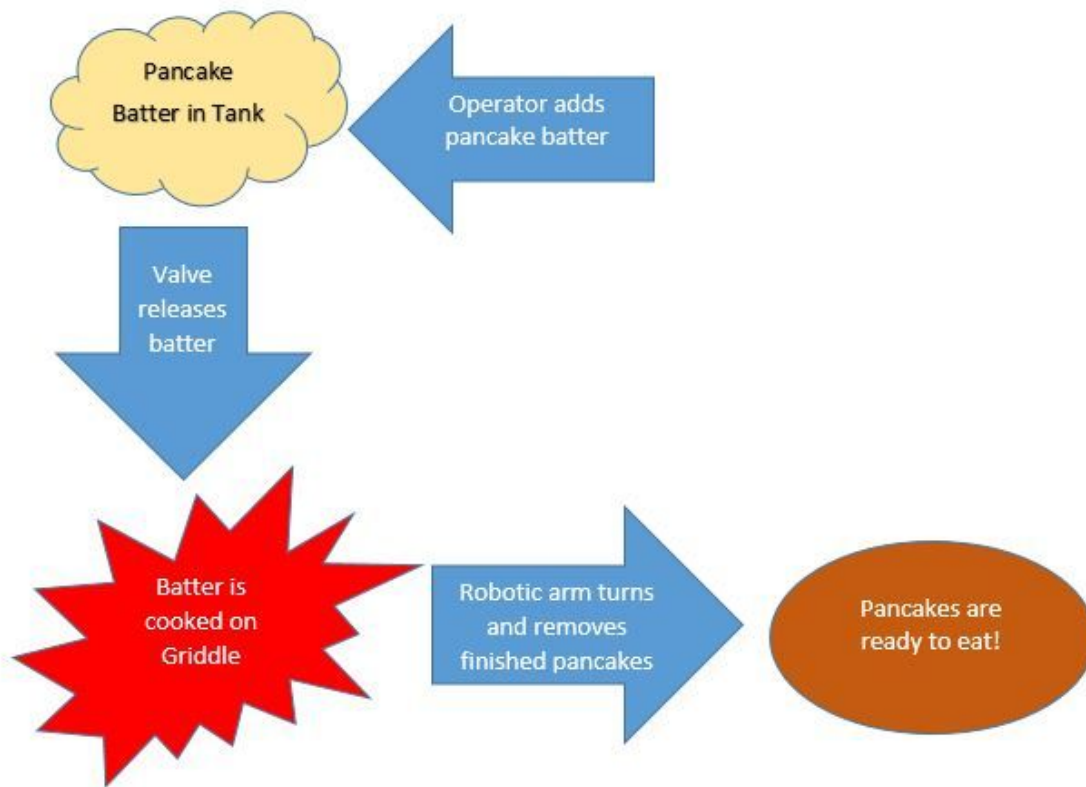 Pancake
Batter in Tank
Operator adds
pancake batter
Valve
releases
batter
Batter is
cooked on
Griddle
Robotic arm turns
and removes
finished pancakes
Pancakes are
ready to eat!